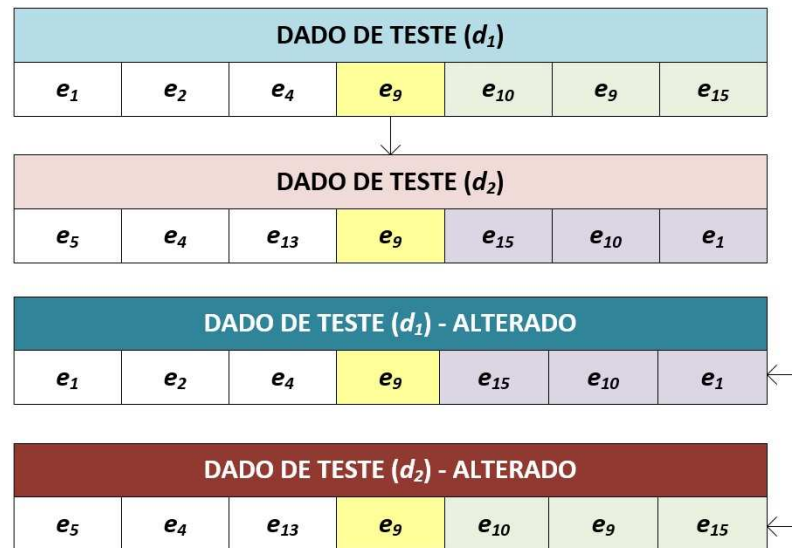 DADO DE TESTE (d₁)
e₁ e₂ e₄ e₉ e₁₀ e₉ e₁₅
DADO DE TESTE (d₂)
e₅ e₄ e₁₃ e₉ e₁₅ e₁₀ e₁
DADO DE TESTE (d₁) - ALTERADO
e₁ e₂ e₄ e₉ e₁₅ e₁₀ e₁
DADO DE TESTE (d₂) - ALTERADO
e₅ e₄ e₁₃ e₉ e₁₀ e₉ e₁₅